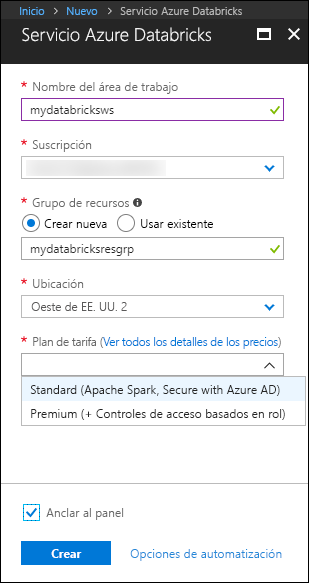 Inicio > Nuevo > Servicio Azure Databricks
Servicio Azure Databricks
* Nombre del área de trabajo
mydatabricksws
* Suscripción
* Grupo de recursos
Crear nueva Usar existente
mydatabricksresgrp
* Ubicación
Oeste de EE. UU. 2
* Plan de tarifa (Ver todos los detalles de los precios)
Standard (Apache Spark, Secure with Azure AD)
Premium (+ Controles de acceso basados en rol)
Anclar al panel
Crear Opciones de automatización